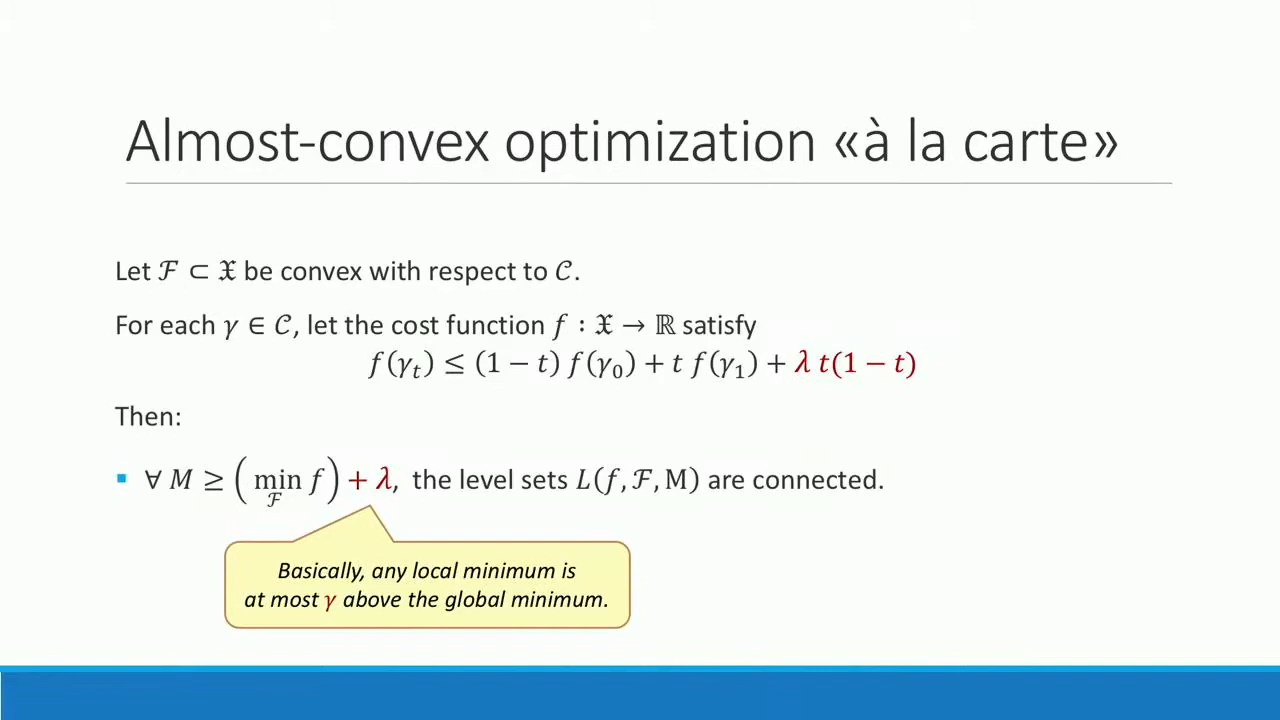 Almost-convex optimization «à la carte»
Let ℱ ⊂ 𝔛 be convex with respect to 𝒞.
For each γ ∈ 𝒞, let the cost function f : 𝔛 → ℝ satisfy
f(γₜ) ≤ (1 − t) f(γ₀) + t f(γ₁) + λ t(1 − t)
Then:
▪ ∀ M ≥ (min_ℱ f) + λ, the level sets L(f, ℱ, M) are connected.
Basically, any local minimum is
at most γ above the global minimum.